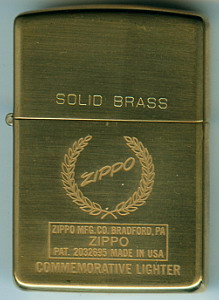 SOLID BRASS
ZIPPO
ZIPPO MFG. CO. BRADFORD, PA
ZIPPO
PAT. 2032695 MADE IN USA
COMMEMORATIVE LIGHTER